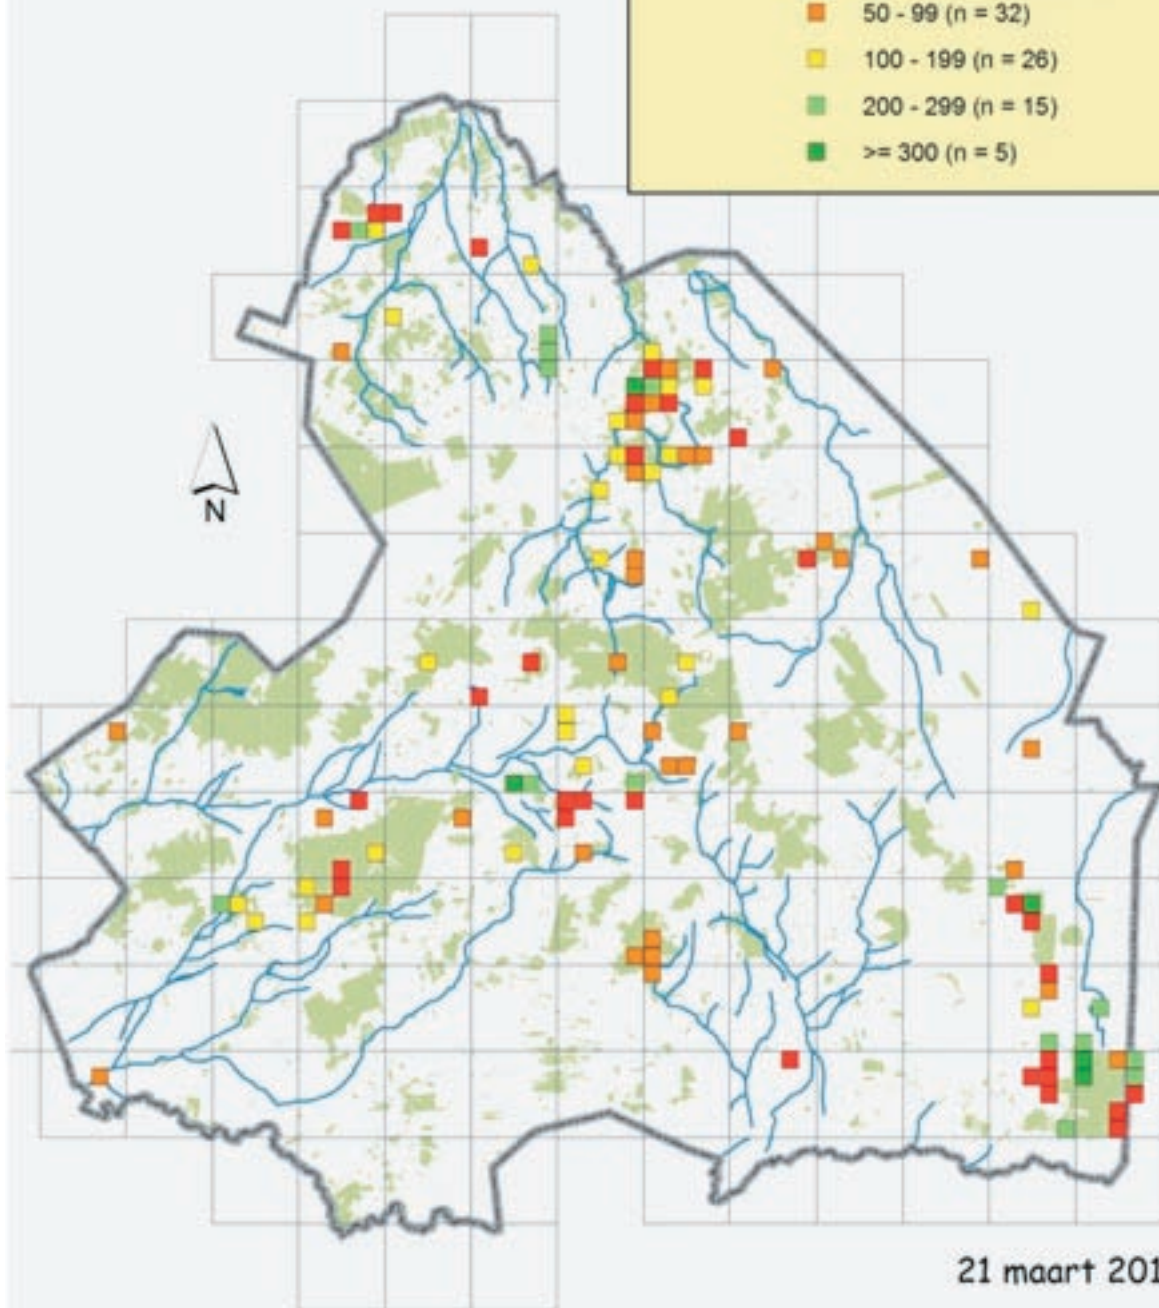 50 - 99 (n = 32)
100 - 199 (n = 26)
200 - 299 (n = 15)
>= 300 (n = 5)
N
21 maart 201